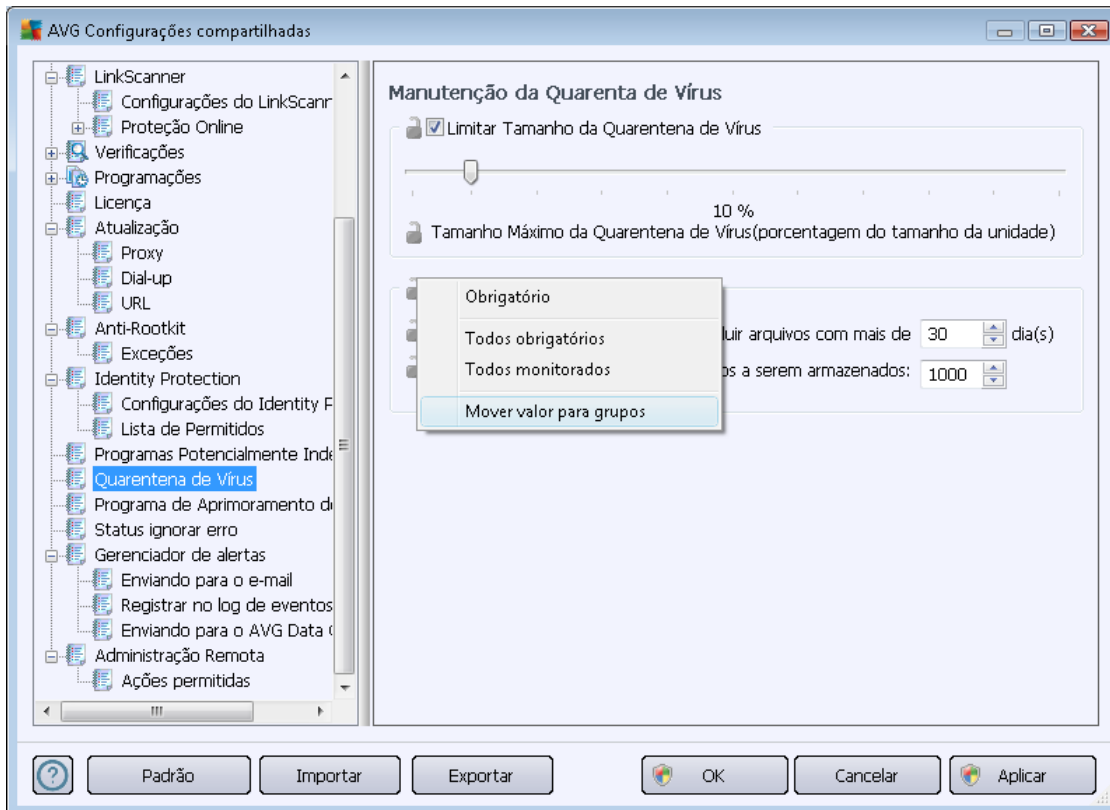 AVG Configurações compartilhadas
LinkScanner
Configurações do LinkScanr
Proteção Online
Verificações
Programações
Licença
Atualização
Proxy
Dial-up
URL
Anti-Rootkit
Exceções
Identity Protection
Configurações do Identity F
Lista de Permitidos
Programas Potencialmente Inde
Quarentena de Vírus
Programa de Aprimoramento de
Status ignorar erro
Gerenciador de alertas
Enviando para o e-mail
Registrar no log de eventos
Enviando para o AVG Data
Administração Remota
Ações permitidas
Manutenção da Quarenta de Vírus
Limitar Tamanho da Quarentena de Vírus
10 %
Tamanho Máximo da Quarentena de Vírus(porcentagem do tamanho da unidade)
Obrigatório
Todos obrigatórios
Todos monitorados
Mover valor para grupos
luir arquivos com mais de 30 dia(s)
os a serem armazenados: 1000
Padrão
Importar
Exportar
OK
Cancelar
Aplicar